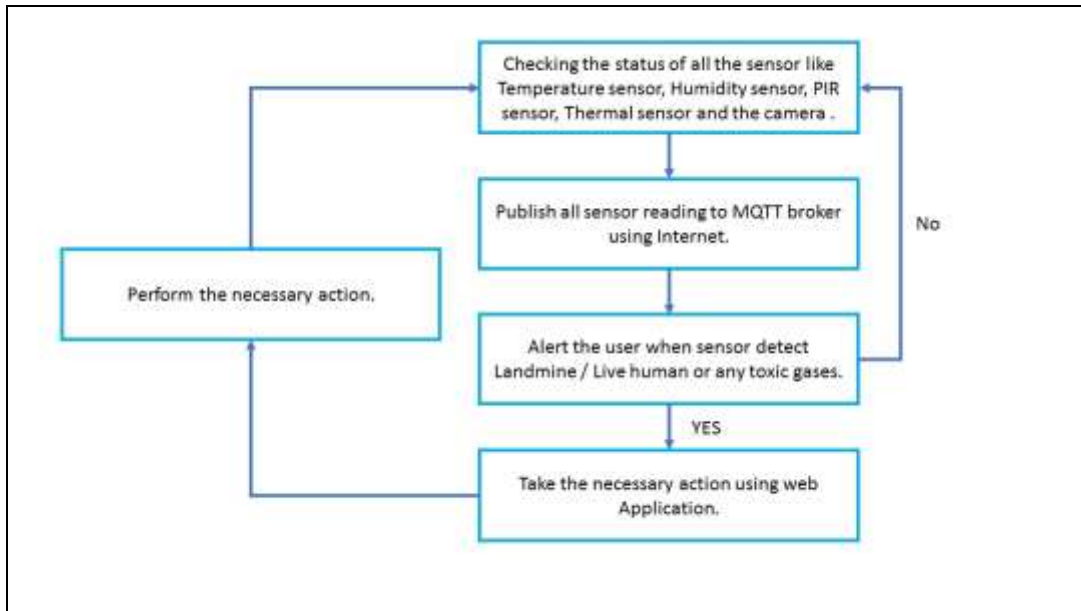 Checking the status of all the sensor like
Temperature sensor, Humidity sensor, PIR
sensor, Thermal sensor and the camera .
Publish all sensor reading to MQTT broker
using Internet.
No
Perform the necessary action.
Alert the user when sensor detect
Landmine / Live human or any toxic gases.
YES
Take the necessary action using web
Application.